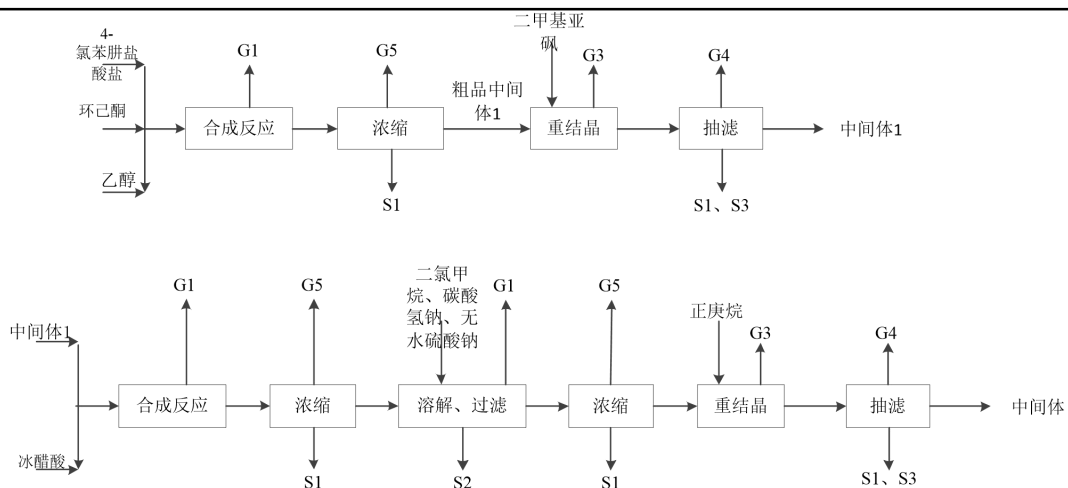 4-
氯苯肼盐
酸盐
环己酮
乙醇
G1
合成反应
G5
浓缩
S1
粗品中间
体1
二甲基亚
砜
G3
重结晶
G4
抽滤
S1、S3
中间体1
中间体1
冰醋酸
G1
合成反应
G5
浓缩
S1
二氯甲
烷、碳酸
氢钠、无
水硫酸钠
G1
溶解、过滤
S2
G5
浓缩
S1
正庚烷
G3
重结晶
G4
抽滤
S1、S3
中间体